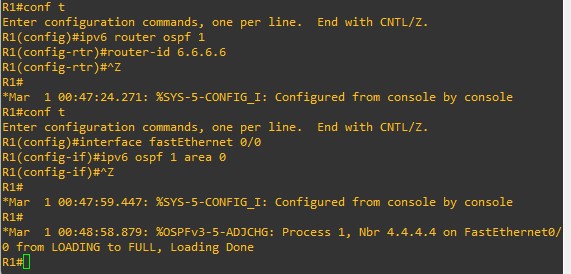 R1#conf t
Enter configuration commands, one per line.  End with CNTL/Z.
R1(config)#ipv6 router ospf 1
R1(config-rtr)#router-id 6.6.6.6
R1(config-rtr)#^Z
R1#
*Mar  1 00:47:24.271: %SYS-5-CONFIG_I: Configured from console by console
R1#conf t
Enter configuration commands, one per line.  End with CNTL/Z.
R1(config)#interface fastEthernet 0/0
R1(config-if)#ipv6 ospf 1 area 0
R1(config-if)#^Z
R1#
*Mar  1 00:47:59.447: %SYS-5-CONFIG_I: Configured from console by console
R1#
*Mar  1 00:48:58.879: %OSPFv3-5-ADJCHG: Process 1, Nbr 4.4.4.4 on FastEthernet0/
0 from LOADING to FULL, Loading Done
R1#